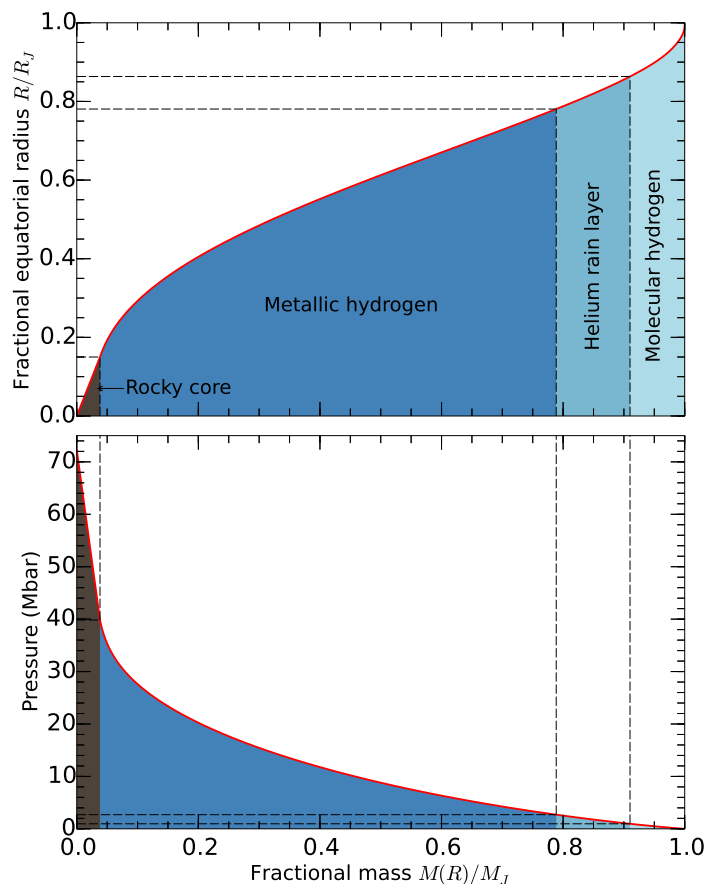 1.0
0.8
0.6
0.4
0.2
0.0
Fractional equatorial radius R/R_J
Metallic hydrogen
Helium rain layer
Molecular hydrogen
Rocky core
70
60
50
40
30
20
10
0
Pressure (Mbar)
0.0 0.2 0.4 0.6 0.8 1.0
Fractional mass M(R)/M_J